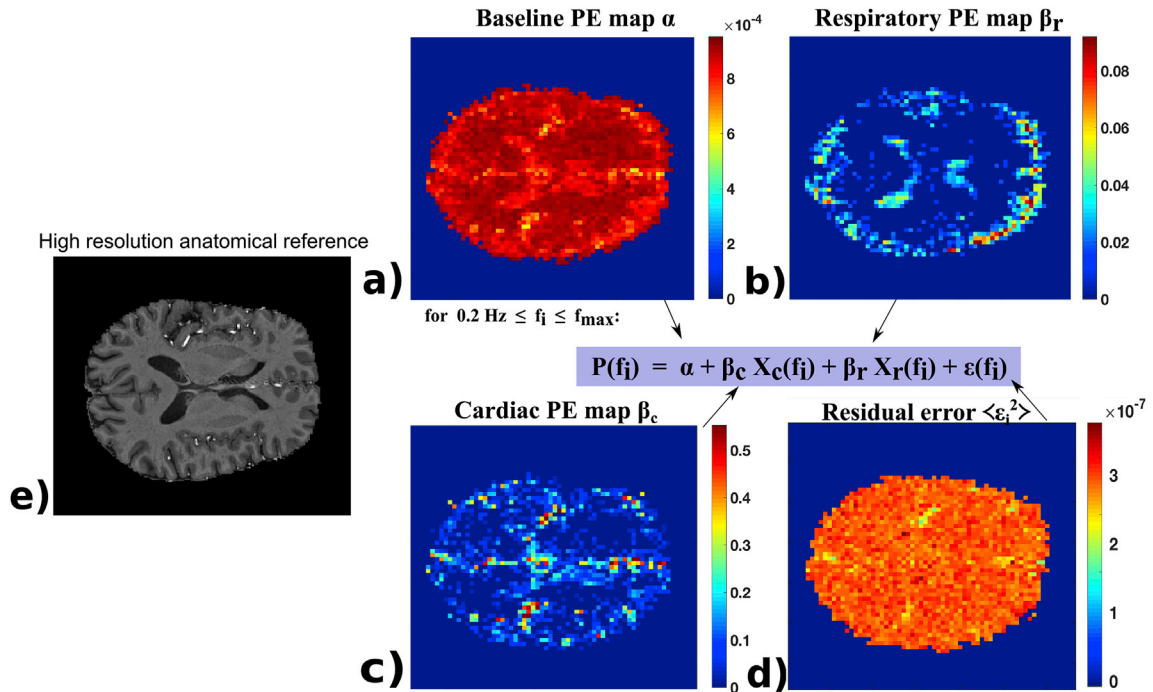 Baseline PE map α
×10⁻⁴
8
6
4
2
0
a)
Respiratory PE map βr
0.08
0.06
0.04
0.02
0
b)
High resolution anatomical reference
e)
for 0.2 Hz ≤ fi ≤ fmax:
P(fi) = α + βc Xc(fi) + βr Xr(fi) + ε(fi)
Cardiac PE map βc
0.5
0.4
0.3
0.2
0.1
0
c)
Residual error <εi²>
×10⁻⁷
3
2
1
0
d)